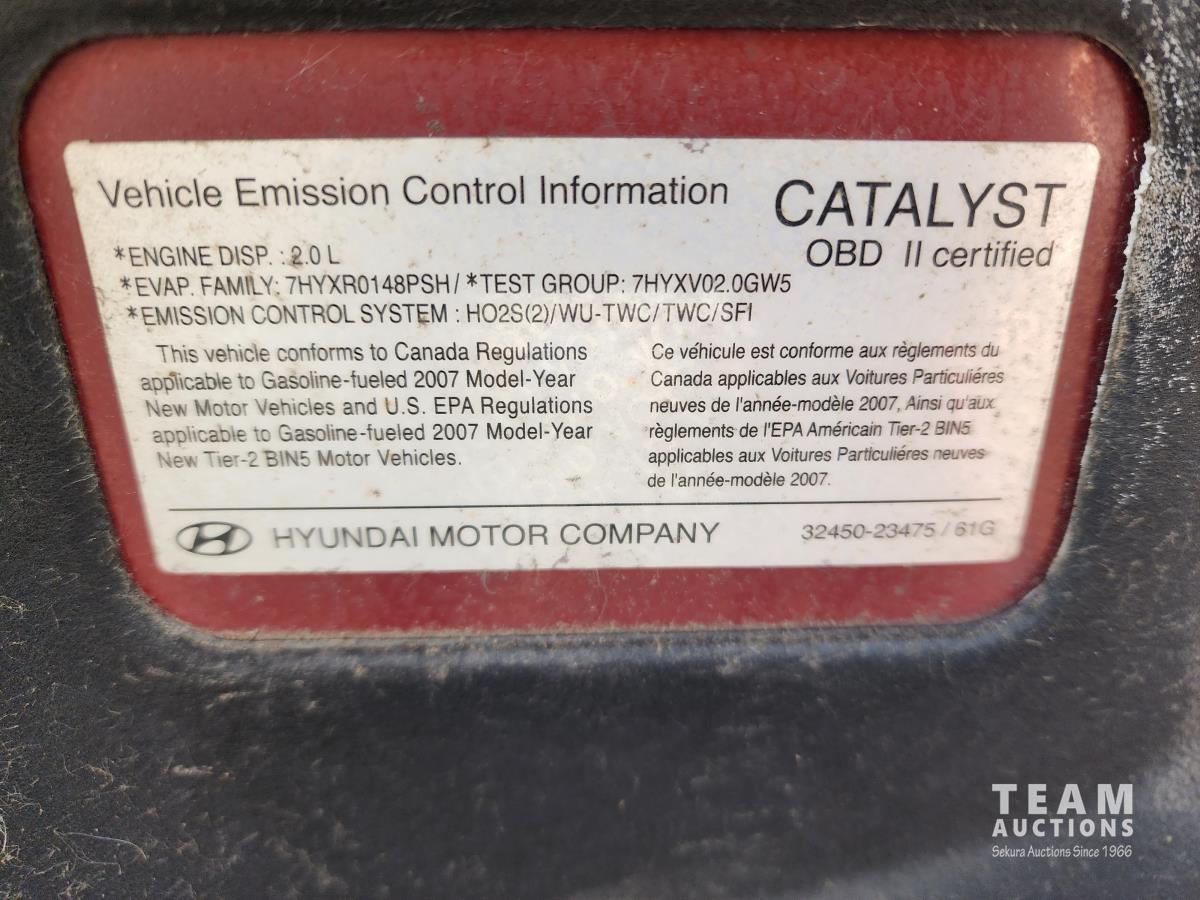 Vehicle Emission Control Information
CATALYST
OBD II certified
*ENGINE DISP. : 2.0 L
*EVAP. FAMILY: 7HYXR0148PSH / *TEST GROUP: 7HYXV02.0GW5
*EMISSION CONTROL SYSTEM : HO2S(2)/WU-TWC/TWC/SFI
This vehicle conforms to Canada Regulations
applicable to Gasoline-fueled 2007 Model-Year
New Motor Vehicles and U.S. EPA Regulations
applicable to Gasoline-fueled 2007 Model-Year
New Tier-2 BIN5 Motor Vehicles.
Ce véhicule est conforme aux règlements du
Canada applicables aux Voitures Particuliéres
neuves de l'année-modèle 2007, Ainsi qu'aux
règlements de l'EPA Américain Tier-2 BIN5
applicables aux Voitures Particuliéres neuves
de l'année-modèle 2007.
HYUNDAI MOTOR COMPANY
32450-23475 / 61G
TEAM
AUCTIONS
Sekura Auctions Since 1966